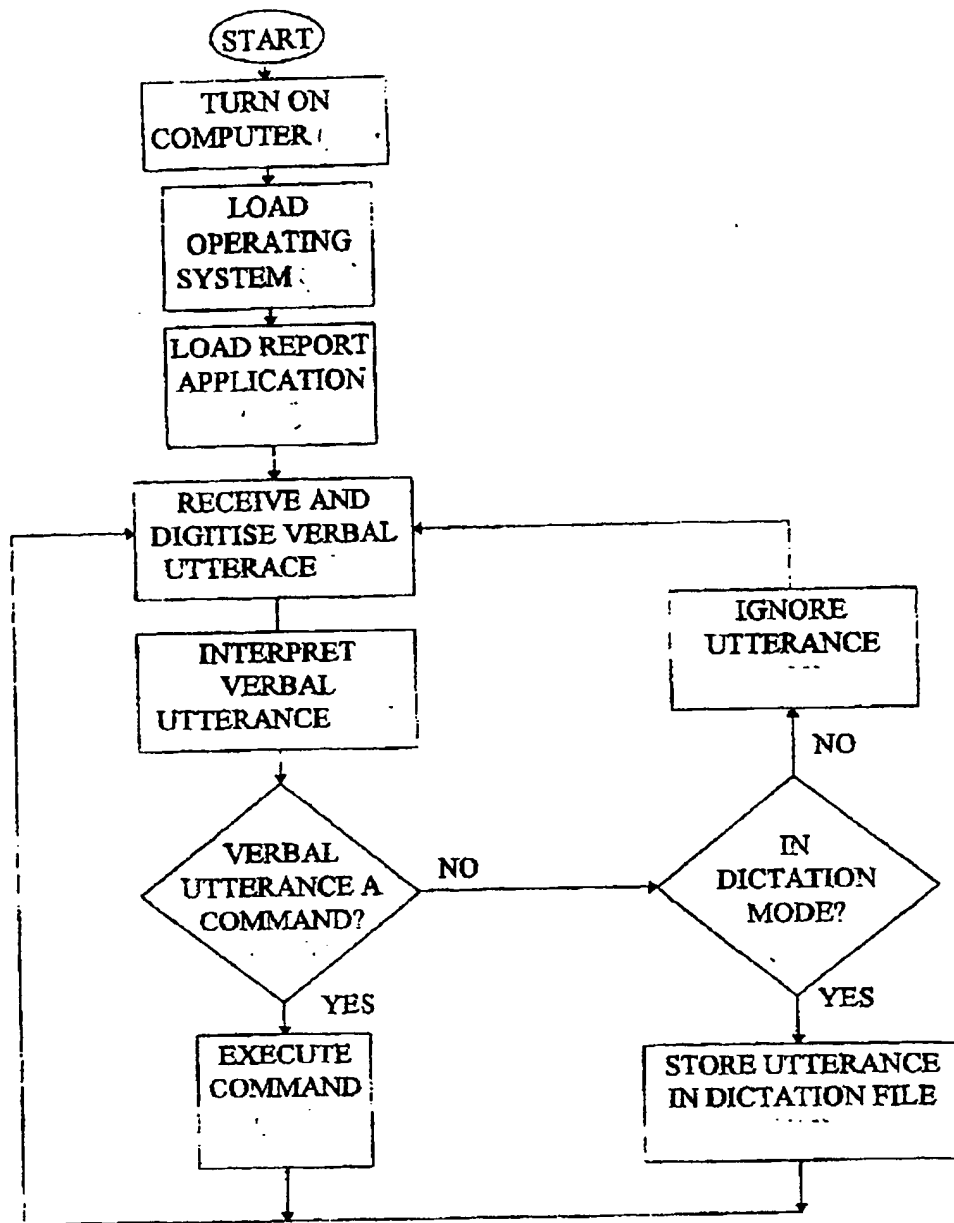 START
TURN ON
COMPUTER
LOAD
OPERATING
SYSTEM
LOAD REPORT
APPLICATION
RECEIVE AND
DIGITISE VERBAL
UTTERACE
INTERPRET
VERBAL
UTTERANCE
VERBAL
UTTERANCE A
COMMAND?
NO
YES
EXECUTE
COMMAND
IN
DICTATION
MODE?
NO
IGNORE
UTTERANCE
YES
STORE UTTERANCE
IN DICTATION FILE